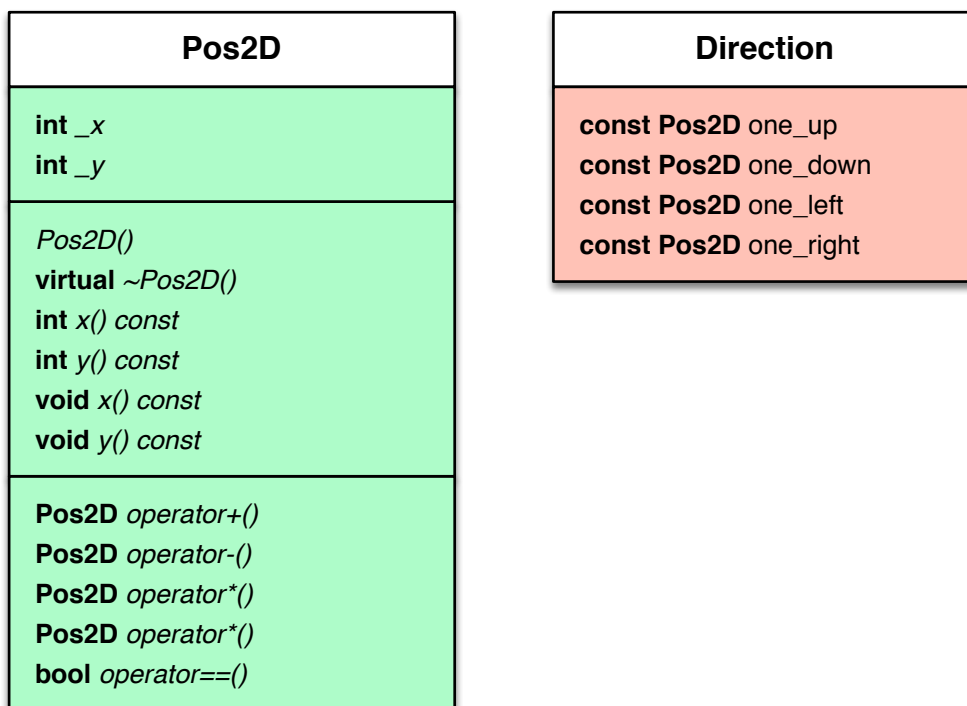 Pos2D
int _x
int _y
Pos2D()
virtual ~Pos2D()
int x() const
int y() const
void x() const
void y() const
Pos2D operator+()
Pos2D operator-()
Pos2D operator*()
Pos2D operator*()
bool operator==()
Direction
const Pos2D one_up
const Pos2D one_down
const Pos2D one_left
const Pos2D one_right